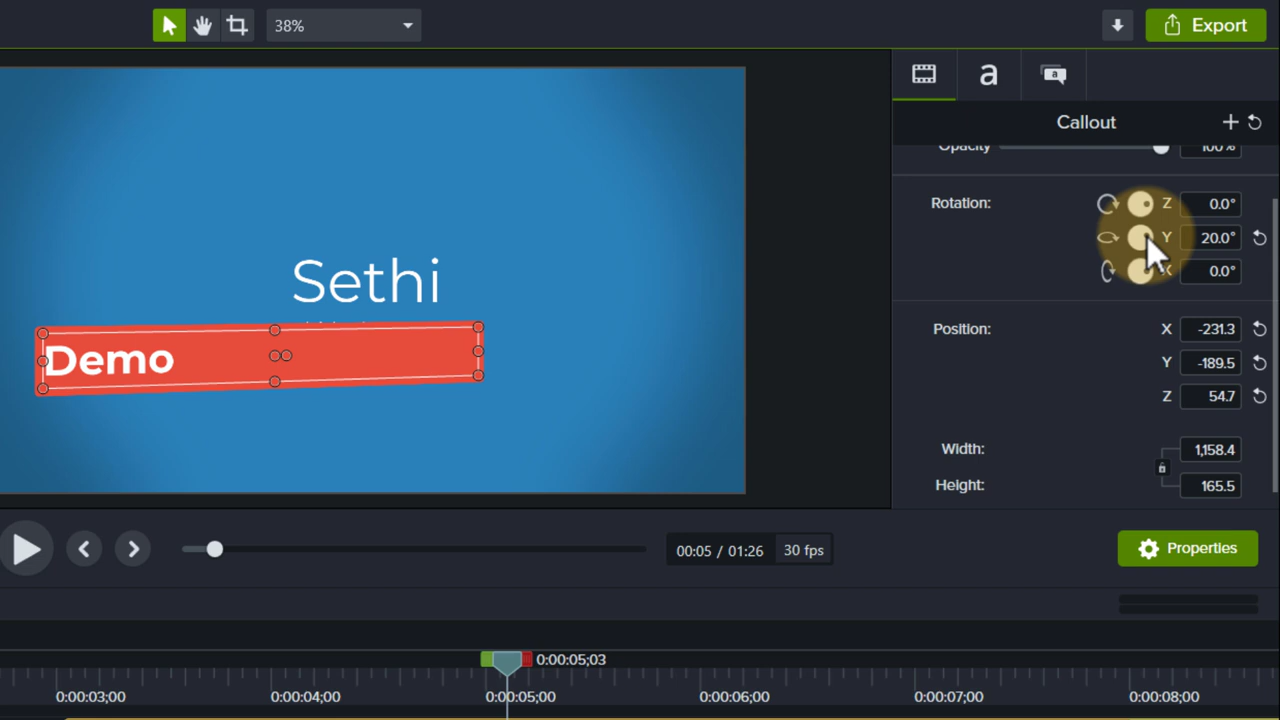 38%
Export
a
a
Callout
Opacity 100%
Rotation: Z 0.0°
Y 20.0°
X 0.0°
Sethi
Demo
Position: X -231.3
Y -189.5
Z 54.7
Width: 1,158.4
Height: 165.5
00:05 / 01:26 30 fps
Properties
0:00:05;03
0:00:03;00 0:00:04;00 0:00:05;00 0:00:06;00 0:00:07;00 0:00:08;00